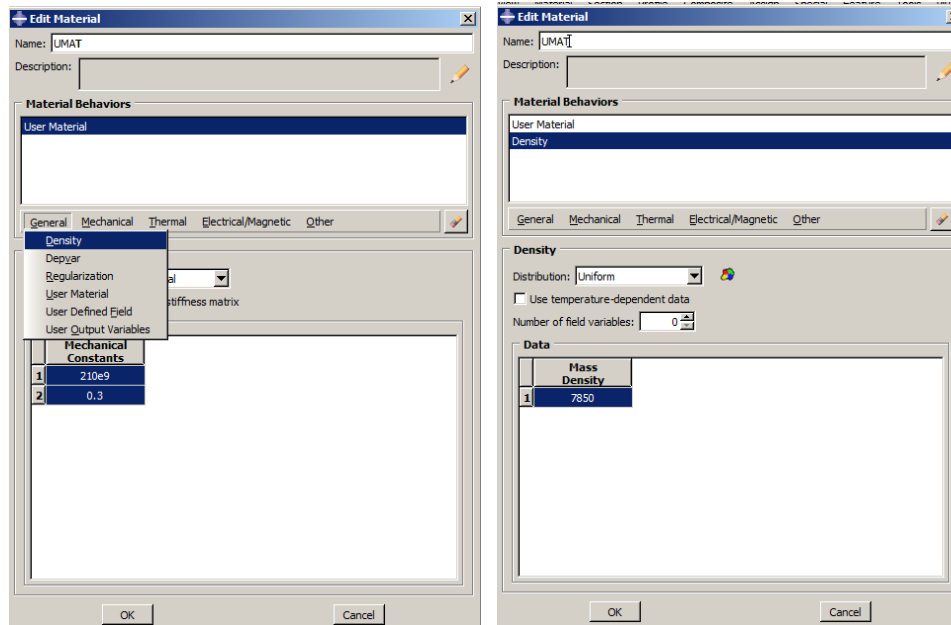 Edit Material
Name: UMAT
Description:
Material Behaviors
User Material
General Mechanical Thermal Electrical/Magnetic Other
Density
Depvar
Regularization
User Material
User Defined Field
User Output Variables
al
stiffness matrix
Mechanical
Constants
1 210e9
2 0.3
OK Cancel
Edit Material
Name: UMAT
Description:
Material Behaviors
User Material
Density
General Mechanical Thermal Electrical/Magnetic Other
Density
Distribution: Uniform
Use temperature-dependent data
Number of field variables: 0
Data
Mass
Density
1 7850
OK Cancel